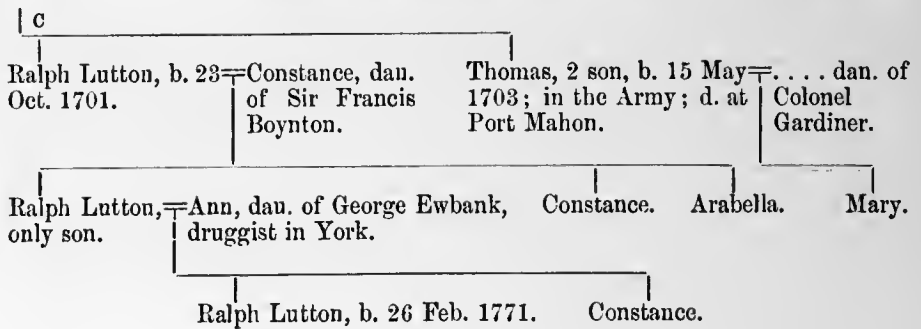 C
Ralph Lutton, b. 23 Constance, dau. Thomas, 2 son, b. 15 May .... dau. of
Oct. 1701. of Sir Francis 1703; in the Army; d. at Colonel
Boynton. Port Mahon. Gardiner.
Ralph Lutton, Ann, dau. of George Ewbank, Constance. Arabella. Mary.
only son. druggist in York.
Ralph Lutton, b. 26 Feb. 1771. Constance.